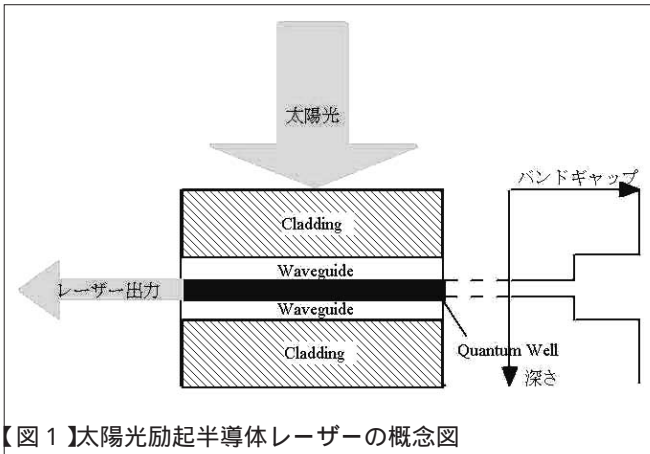 太陽光
バンドギャップ
Cladding
Waveguide
レーザー出力
Waveguide
Quantum Well
Cladding
深さ
【図1】太陽光励起半導体レーザーの概念図